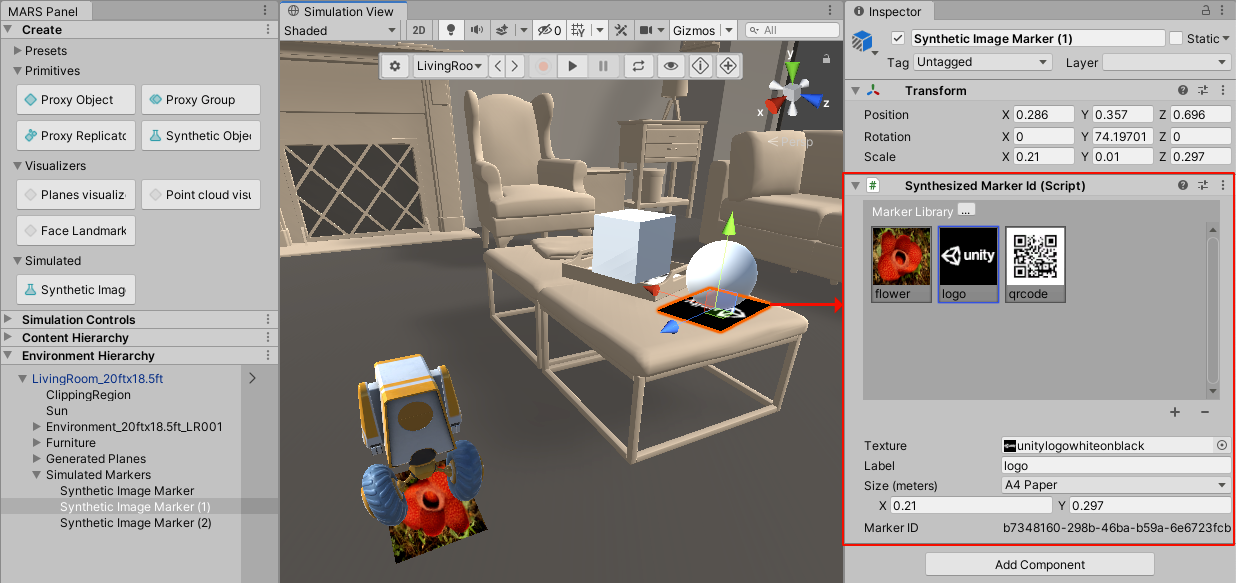 MARS Panel
Create
Presets
Primitives
Proxy Object
Proxy Group
Proxy Replicato
Synthetic Objec
Visualizers
Planes visualiz
Point cloud visu
Face Landmark
Simulated
Synthetic Imag
Simulation Controls
Content Hierarchy
Environment Hierarchy
LivingRoom_20ftx18.5ft
ClippingRegion
Sun
Environment_20ftx18.5ft_LR001
Furniture
Generated Planes
Simulated Markers
Synthetic Image Marker
Synthetic Image Marker (1)
Synthetic Image Marker (2)
Simulation View
Shaded 2D 0 Gizmos All
LivingRoo
y
x z
Persp
Inspector
Synthetic Image Marker (1) Static
Tag Untagged Layer
Transform
Position X 0.286 Y 0.357 Z 0.696
Rotation X 0 Y 74.19701 Z 0
Scale X 0.21 Y 0.01 Z 0.297
# Synthesized Marker Id (Script)
Marker Library ...
unity
flower logo qrcode
Texture unitylogowhiteonblack
Label logo
Size (meters) A4 Paper
X 0.21 Y 0.297
Marker ID b7348160-298b-46ba-b59a-6e6723fcb
Add Component